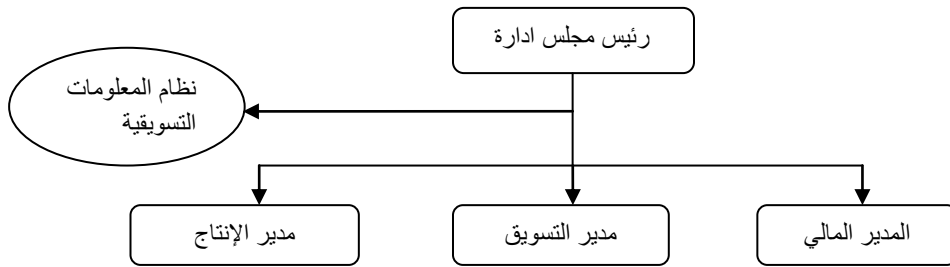 رئيس مجلس ادارة
نظام المعلومات
التسويقية
المدير المالي
مدير التسويق
مدير الإنتاج